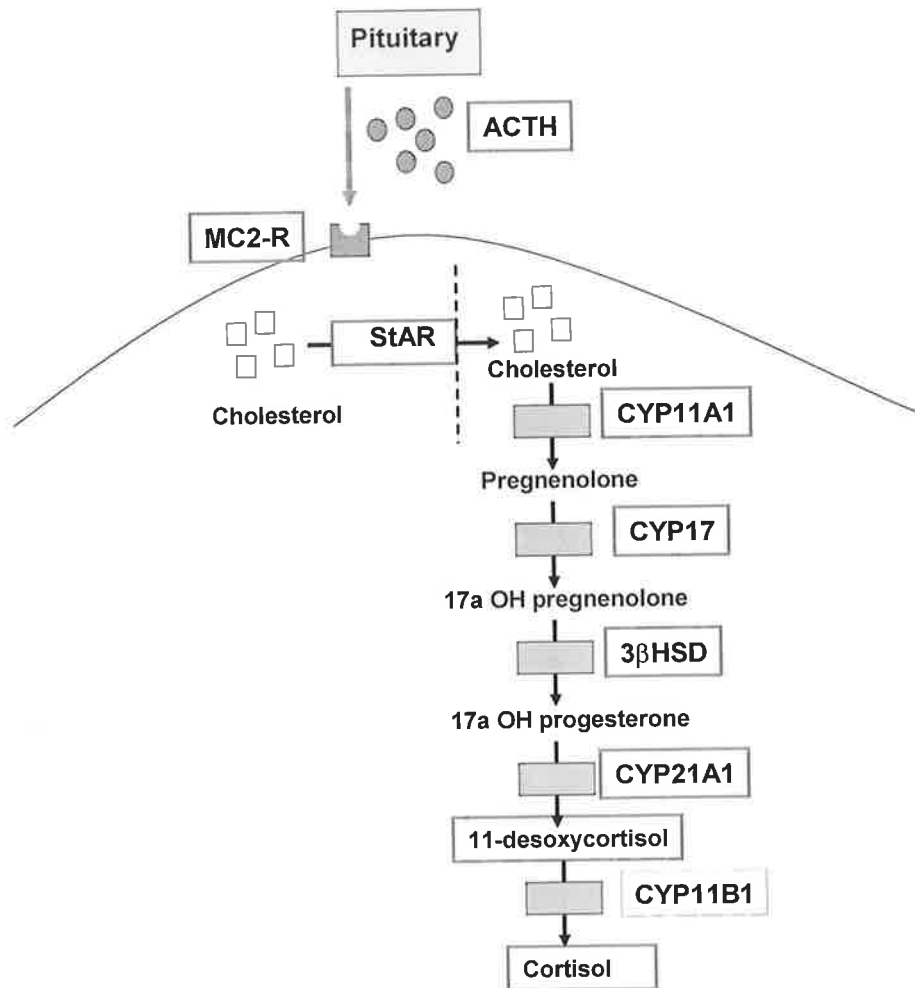 Pituitary
ACTH
MC2-R
StAR
Cholesterol
Cholesterol
CYP11A1
Pregnenolone
CYP17
17a OH pregnenolone
3βHSD
17a OH progesterone
CYP21A1
11-desoxycortisol
CYP11B1
Cortisol